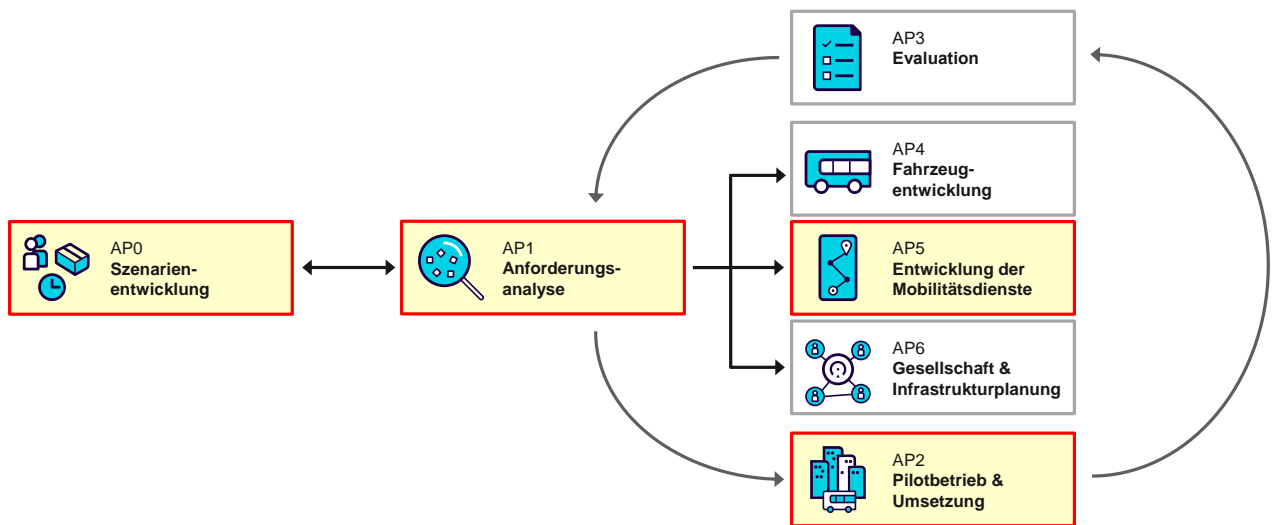 AP3
Evaluation
AP4
Fahrzeug-
entwicklung
AP0
Szenarien-
entwicklung
AP1
Anforderungs-
analyse
AP5
Entwicklung der
Mobilitätsdienste
AP6
Gesellschaft &
Infrastrukturplanung
AP2
Pilotbetrieb &
Umsetzung